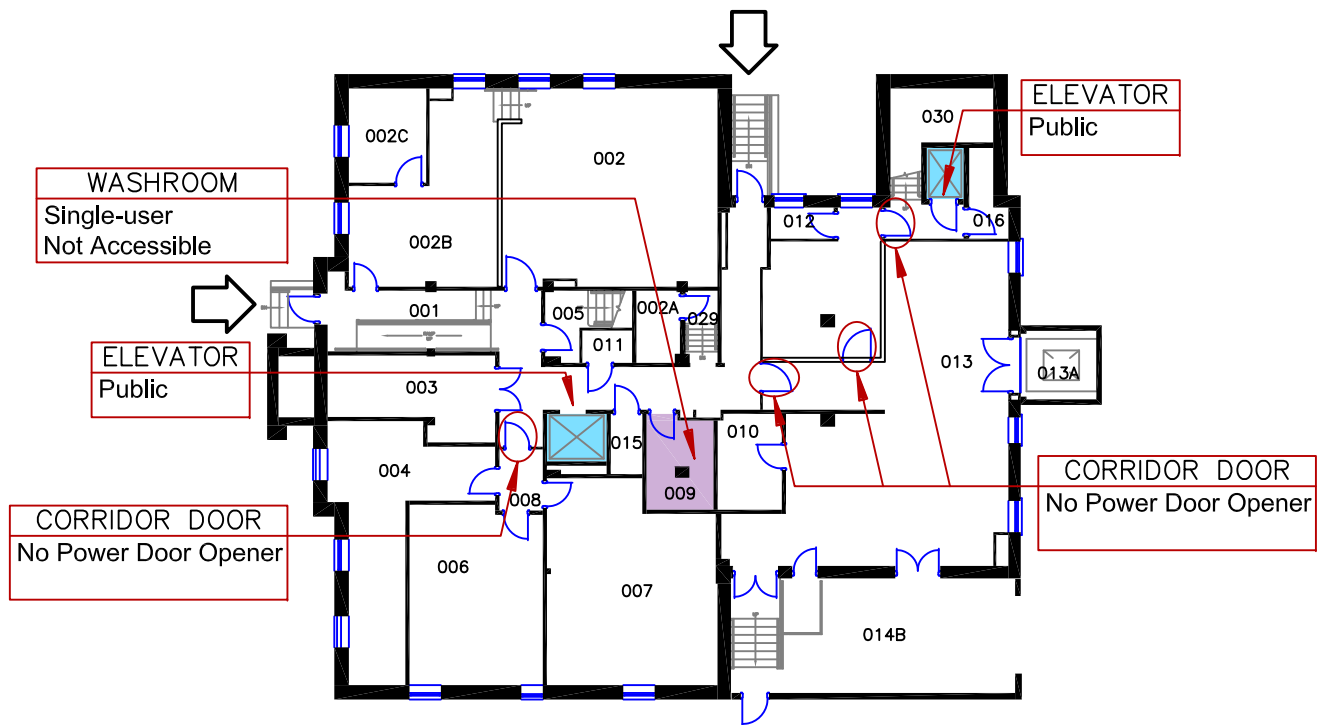 ELEVATOR
Public
030
002C
002
WASHROOM
Single-user
Not Accessible
012
016
002B
001
005
002A
029
011
ELEVATOR
Public
003
013
013A
010
015
004
CORRIDOR DOOR
No Power Door Opener
009
008
CORRIDOR DOOR
No Power Door Opener
006
007
014B